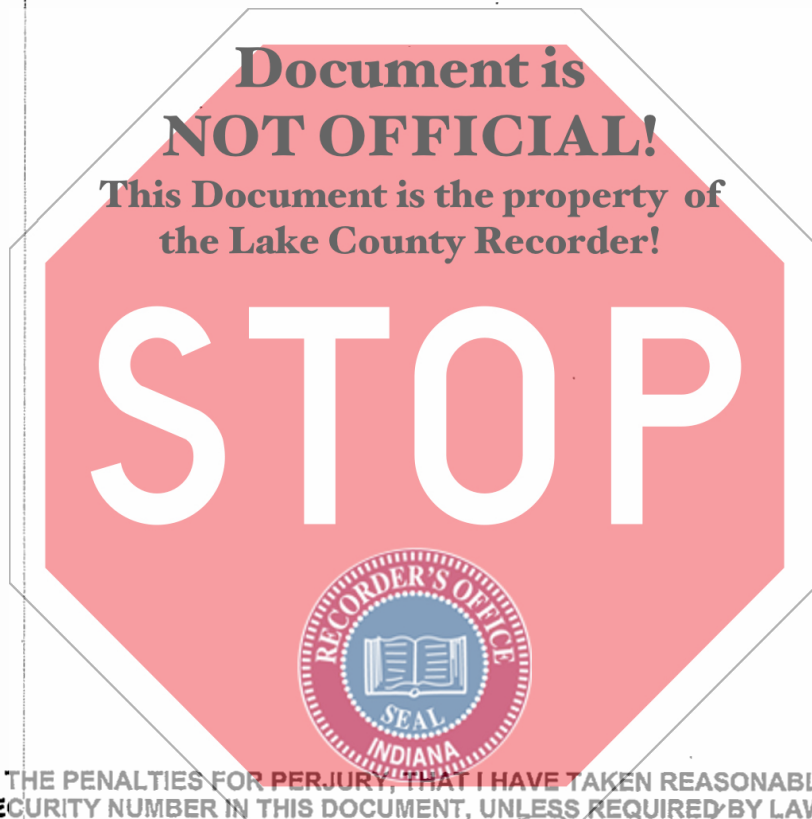 Document is
NOT OFFICIAL!
This Document is the property of
the Lake County Recorder!
STOP
RECORDER'S OFFICE
SEAL
INDIANA
THE PENALTIES FOR PERJURY, THAT I HAVE TAKEN REASONABL
ECURITY NUMBER IN THIS DOCUMENT, UNLESS REQUIRED BY LAW